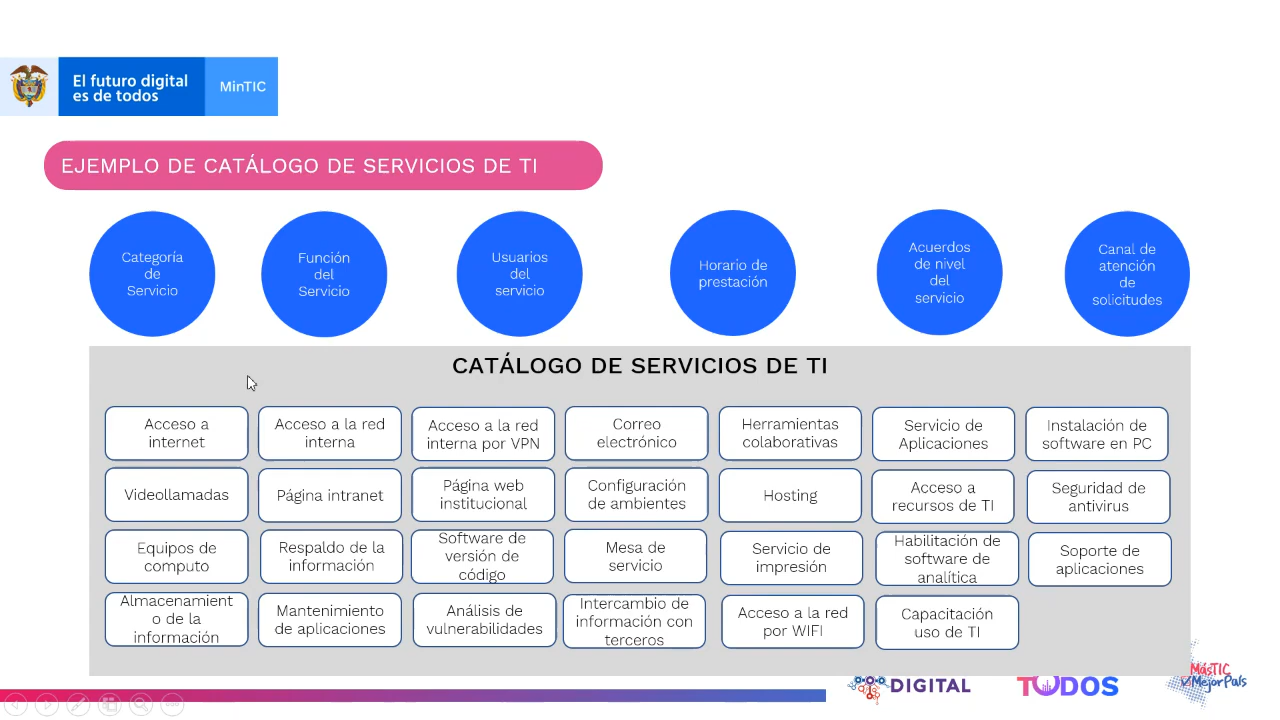 El futuro digital
es de todos
MinTIC
EJEMPLO DE CATÁLOGO DE SERVICIOS DE TI
Categoría
de
Servicio
Función
del
Servicio
Usuarios
del
servicio
Horario de
prestación
Acuerdos
de nivel
del
servicio
Canal de
atención
de
solicitudes
CATÁLOGO DE SERVICIOS DE TI
Acceso a
internet
Acceso a la red
interna
Acceso a la red
interna por VPN
Correo
electrónico
Herramientas
colaborativas
Servicio de
Aplicaciones
Instalación de
software en PC
Videollamadas
Página intranet
Página web
institucional
Configuración
de ambientes
Hosting
Acceso a
recursos de TI
Seguridad de
antivirus
Equipos de
computo
Respaldo de la
información
Software de
versión de
código
Mesa de
servicio
Servicio de
impresión
Habilitación de
software de
analítica
Soporte de
aplicaciones
Almacenamient
o de la
información
Mantenimiento
de aplicaciones
Análisis de
vulnerabilidades
Intercambio de
información con
terceros
Acceso a la red
por WIFI
Capacitación
uso de TI
DIGITAL
TODOS
MásTIC
MejorPaís